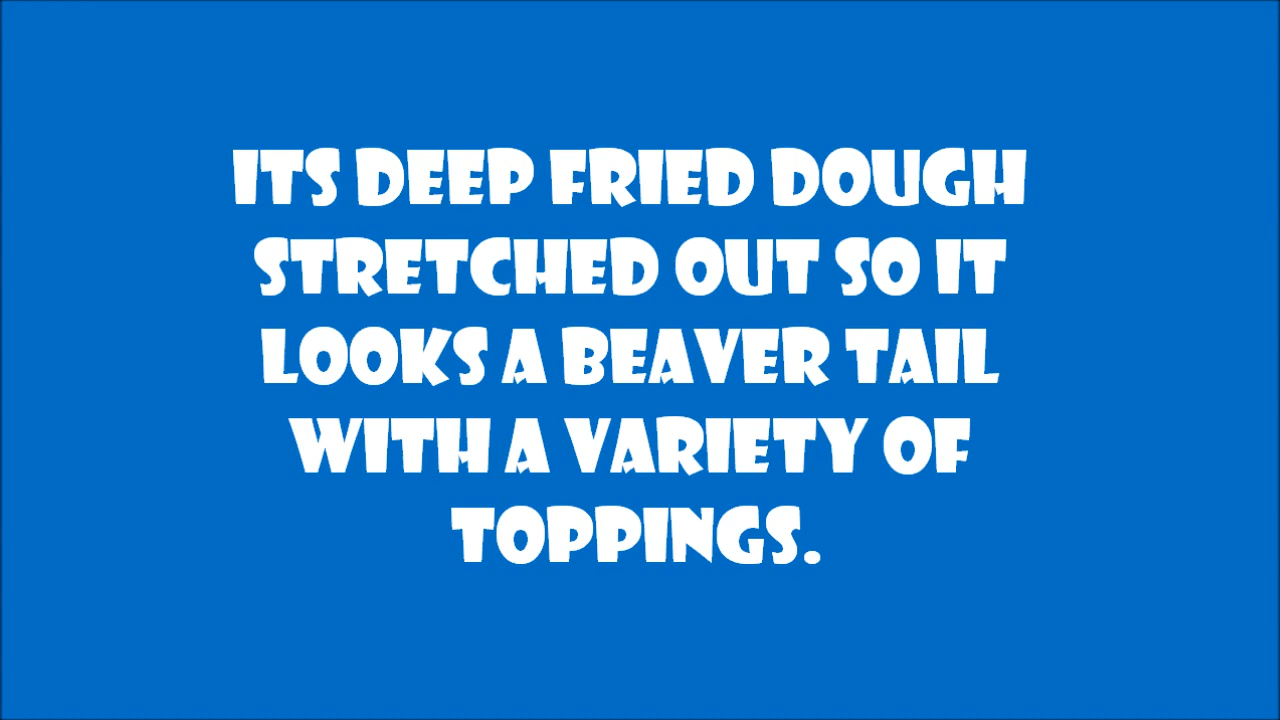 ITS DEEP FRIED DOUGH
STRETCHED OUT SO IT
LOOKS A BEAVER TAIL
WITH A VARIETY OF
TOPPINGS.